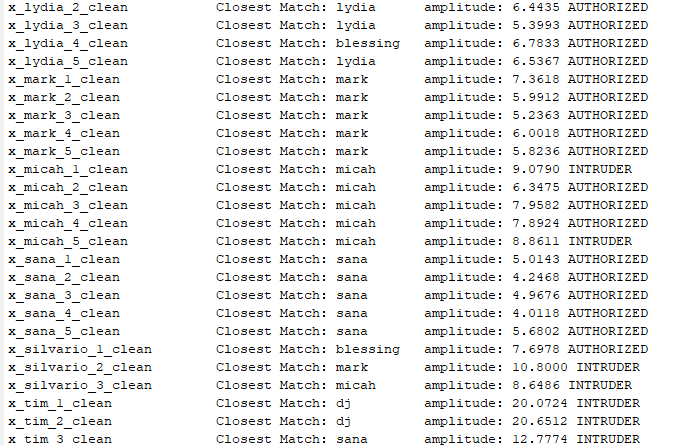 x_lydia_2_clean Closest Match: lydia amplitude: 6.4435 AUTHORIZED
x_lydia_3_clean Closest Match: lydia amplitude: 5.3993 AUTHORIZED
x_lydia_4_clean Closest Match: blessing amplitude: 6.7833 AUTHORIZED
x_lydia_5_clean Closest Match: lydia amplitude: 6.5367 AUTHORIZED
x_mark_1_clean Closest Match: mark amplitude: 7.3618 AUTHORIZED
x_mark_2_clean Closest Match: mark amplitude: 5.9912 AUTHORIZED
x_mark_3_clean Closest Match: mark amplitude: 5.2363 AUTHORIZED
x_mark_4_clean Closest Match: mark amplitude: 6.0018 AUTHORIZED
x_mark_5_clean Closest Match: mark amplitude: 5.8236 AUTHORIZED
x_micah_1_clean Closest Match: micah amplitude: 9.0790 INTRUDER
x_micah_2_clean Closest Match: micah amplitude: 6.3475 AUTHORIZED
x_micah_3_clean Closest Match: micah amplitude: 7.9582 AUTHORIZED
x_micah_4_clean Closest Match: micah amplitude: 7.8924 AUTHORIZED
x_micah_5_clean Closest Match: micah amplitude: 8.8611 INTRUDER
x_sana_1_clean Closest Match: sana amplitude: 5.0143 AUTHORIZED
x_sana_2_clean Closest Match: sana amplitude: 4.2468 AUTHORIZED
x_sana_3_clean Closest Match: sana amplitude: 4.9676 AUTHORIZED
x_sana_4_clean Closest Match: sana amplitude: 4.0118 AUTHORIZED
x_sana_5_clean Closest Match: sana amplitude: 5.6802 AUTHORIZED
x_silvario_1_clean Closest Match: blessing amplitude: 7.6978 AUTHORIZED
x_silvario_2_clean Closest Match: mark amplitude: 10.8000 INTRUDER
x_silvario_3_clean Closest Match: micah amplitude: 8.6486 INTRUDER
x_tim_1_clean Closest Match: dj amplitude: 20.0724 INTRUDER
x_tim_2_clean Closest Match: dj amplitude: 20.6512 INTRUDER
x_tim_3_clean Closest Match: sana amplitude: 12.7774 INTRUDER